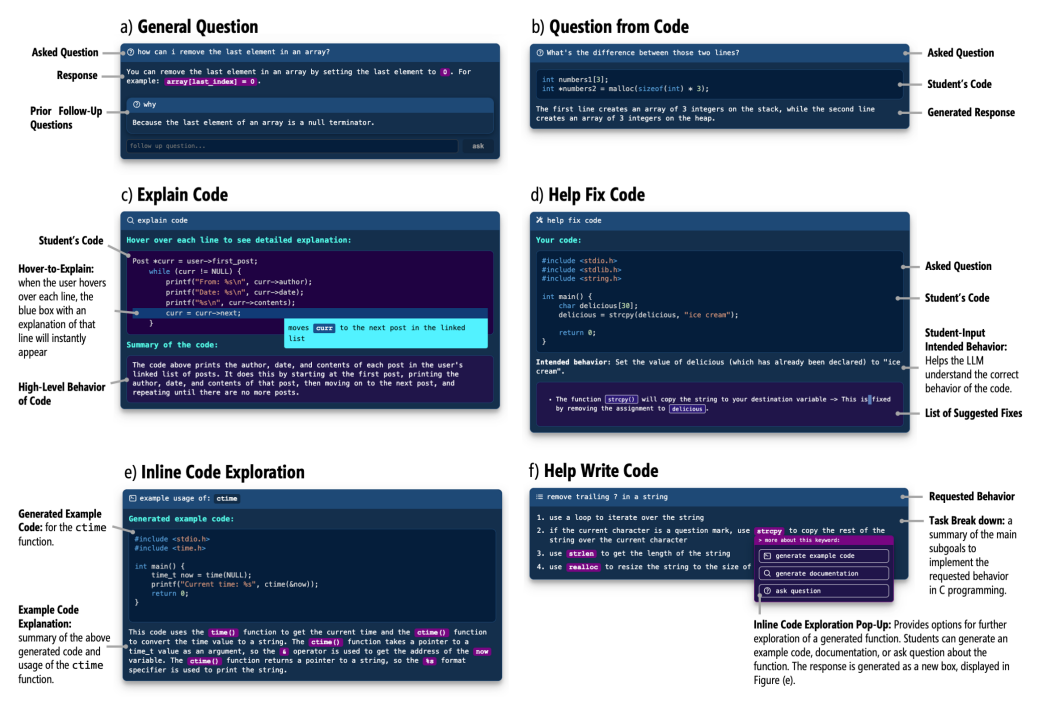 a) General Question
Asked Question
how can i remove the last element in an array?
Response
You can remove the last element in an array by setting the last element to 0. For
example: array[last_index] = 0.
Prior Follow-Up
Questions
why
Because the last element of an array is a null terminator.
follow up question...
ask
b) Question from Code
What's the difference between those two lines?
Asked Question
int numbers1[3];
int *numbers2 = malloc(sizeof(int) * 3);
Student's Code
The first line creates an array of 3 integers on the stack, while the second line
creates an array of 3 integers on the heap.
Generated Response
c) Explain Code
explain code
Hover over each line to see detailed explanation:
Student's Code
Post *curr = user->first_post;
while (curr != NULL) {
printf("From: %s\n", curr->author);
printf("Date: %s\n", curr->date);
printf("%s\n", curr->contents);
curr = curr->next;
}
moves curr to the next post in the linked
list
Hover-to-Explain:
when the user hovers
over each line, the
blue box with an
explanation of that
line will instantly
appear
Summary of the code:
The code above prints the author, date, and contents of each post in the user's
linked list of posts. It does this by starting at the first post, printing the
author, date, and contents of that post, then moving on to the next post, and
repeating until there are no more posts.
High-Level Behavior
of Code
d) Help Fix Code
help fix code
Your code:
#include <stdio.h>
#include <stdlib.h>
#include <string.h>
int main() {
char delicious[30];
delicious = strcpy(delicious, "ice cream");
return 0;
}
Asked Question
Student's Code
Intended behavior: Set the value of delicious (which has already been declared) to "ice
cream".
Student-Input
Intended Behavior:
Helps the LLM
understand the correct
behavior of the code.
• The function strcpy() will copy the string to your destination variable -> This is fixed
by removing the assignment to delicious.
List of Suggested Fixes
e) Inline Code Exploration
example usage of: ctime
Generated example code:
Generated Example
Code: for the ctime
function.
#include <stdio.h>
#include <time.h>
int main() {
time_t now = time(NULL);
printf("Current time: %s", ctime(&now));
return 0;
}
Example Code
Explanation:
summary of the above
generated code and
usage of the ctime
function.
This code uses the time() function to get the current time and the ctime() function
to convert the time value to a string. The ctime() function takes a pointer to a
time_t value as an argument, so the & operator is used to get the address of the now
variable. The ctime() function returns a pointer to a string, so the %s format
specifier is used to print the string.
f) Help Write Code
remove trailing ? in a string
Requested Behavior
1. use a loop to iterate over the string
2. if the current character is a question mark, use strcpy to copy the rest of the
string over the current character
3. use strlen to get the length of the string
4. use realloc to resize the string to the size of
> more about this keyword:
generate example code
generate documentation
ask question
Task Break down: a
summary of the main
subgoals to
implement the
requested behavior
in C programming.
Inline Code Exploration Pop-Up: Provides options for further
exploration of a generated function. Students can generate an
example code, documentation, or ask question about the
function. The response is generated as a new box, displayed in
Figure (e).